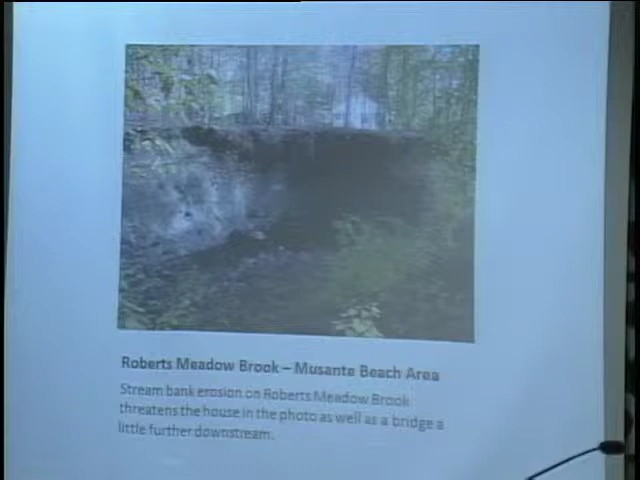 Roberts Meadow Brook – Musante Beach Area
Stream bank erosion on Roberts Meadow Brook
threatens the house in the photo as well as a bridge a
little further downstream.